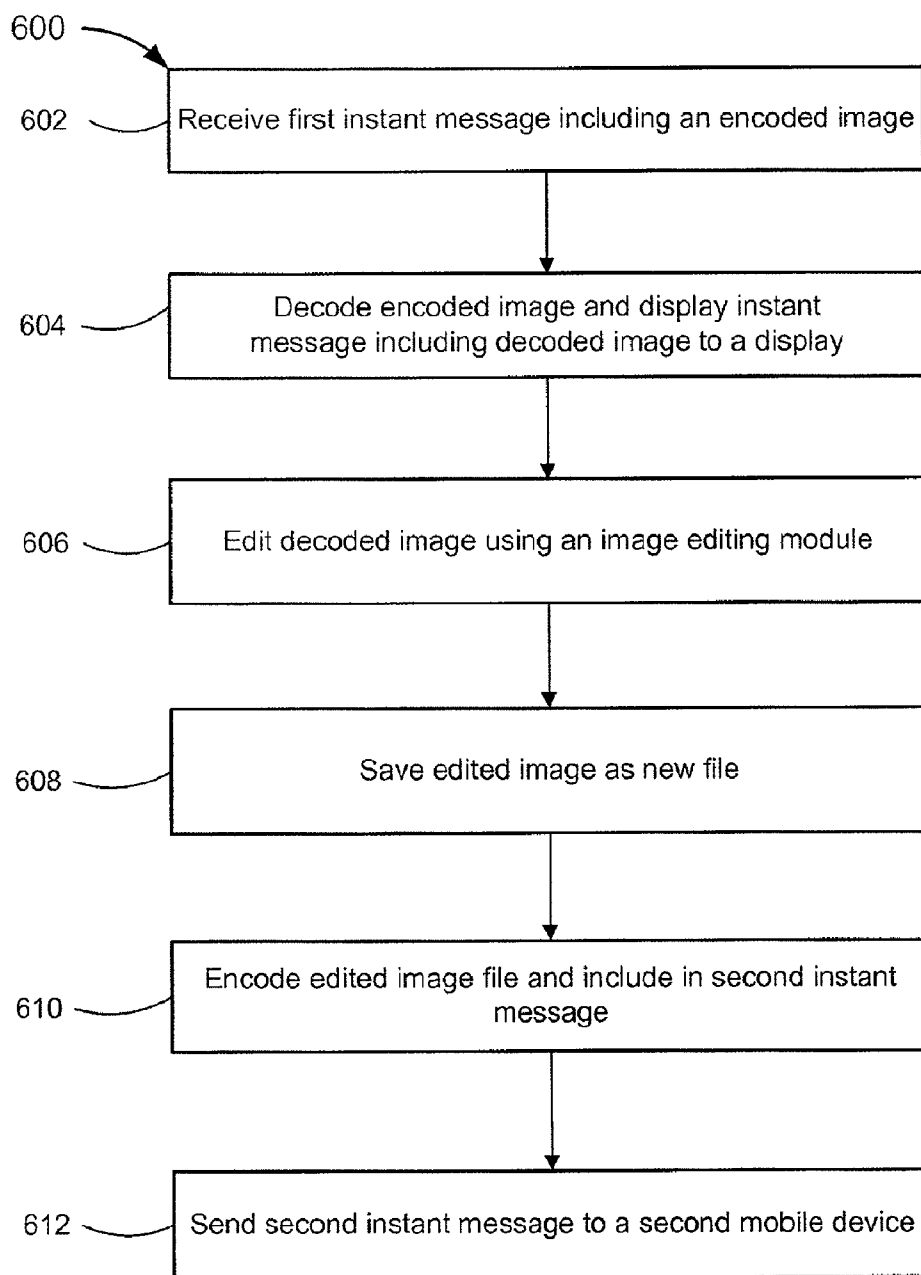 600
602
Receive first instant message including an encoded image
604
Decode encoded image and display instant
message including decoded image to a display
606
Edit decoded image using an image editing module
608
Save edited image as new file
610
Encode edited image file and include in second instant
message
612
Send second instant message to a second mobile device